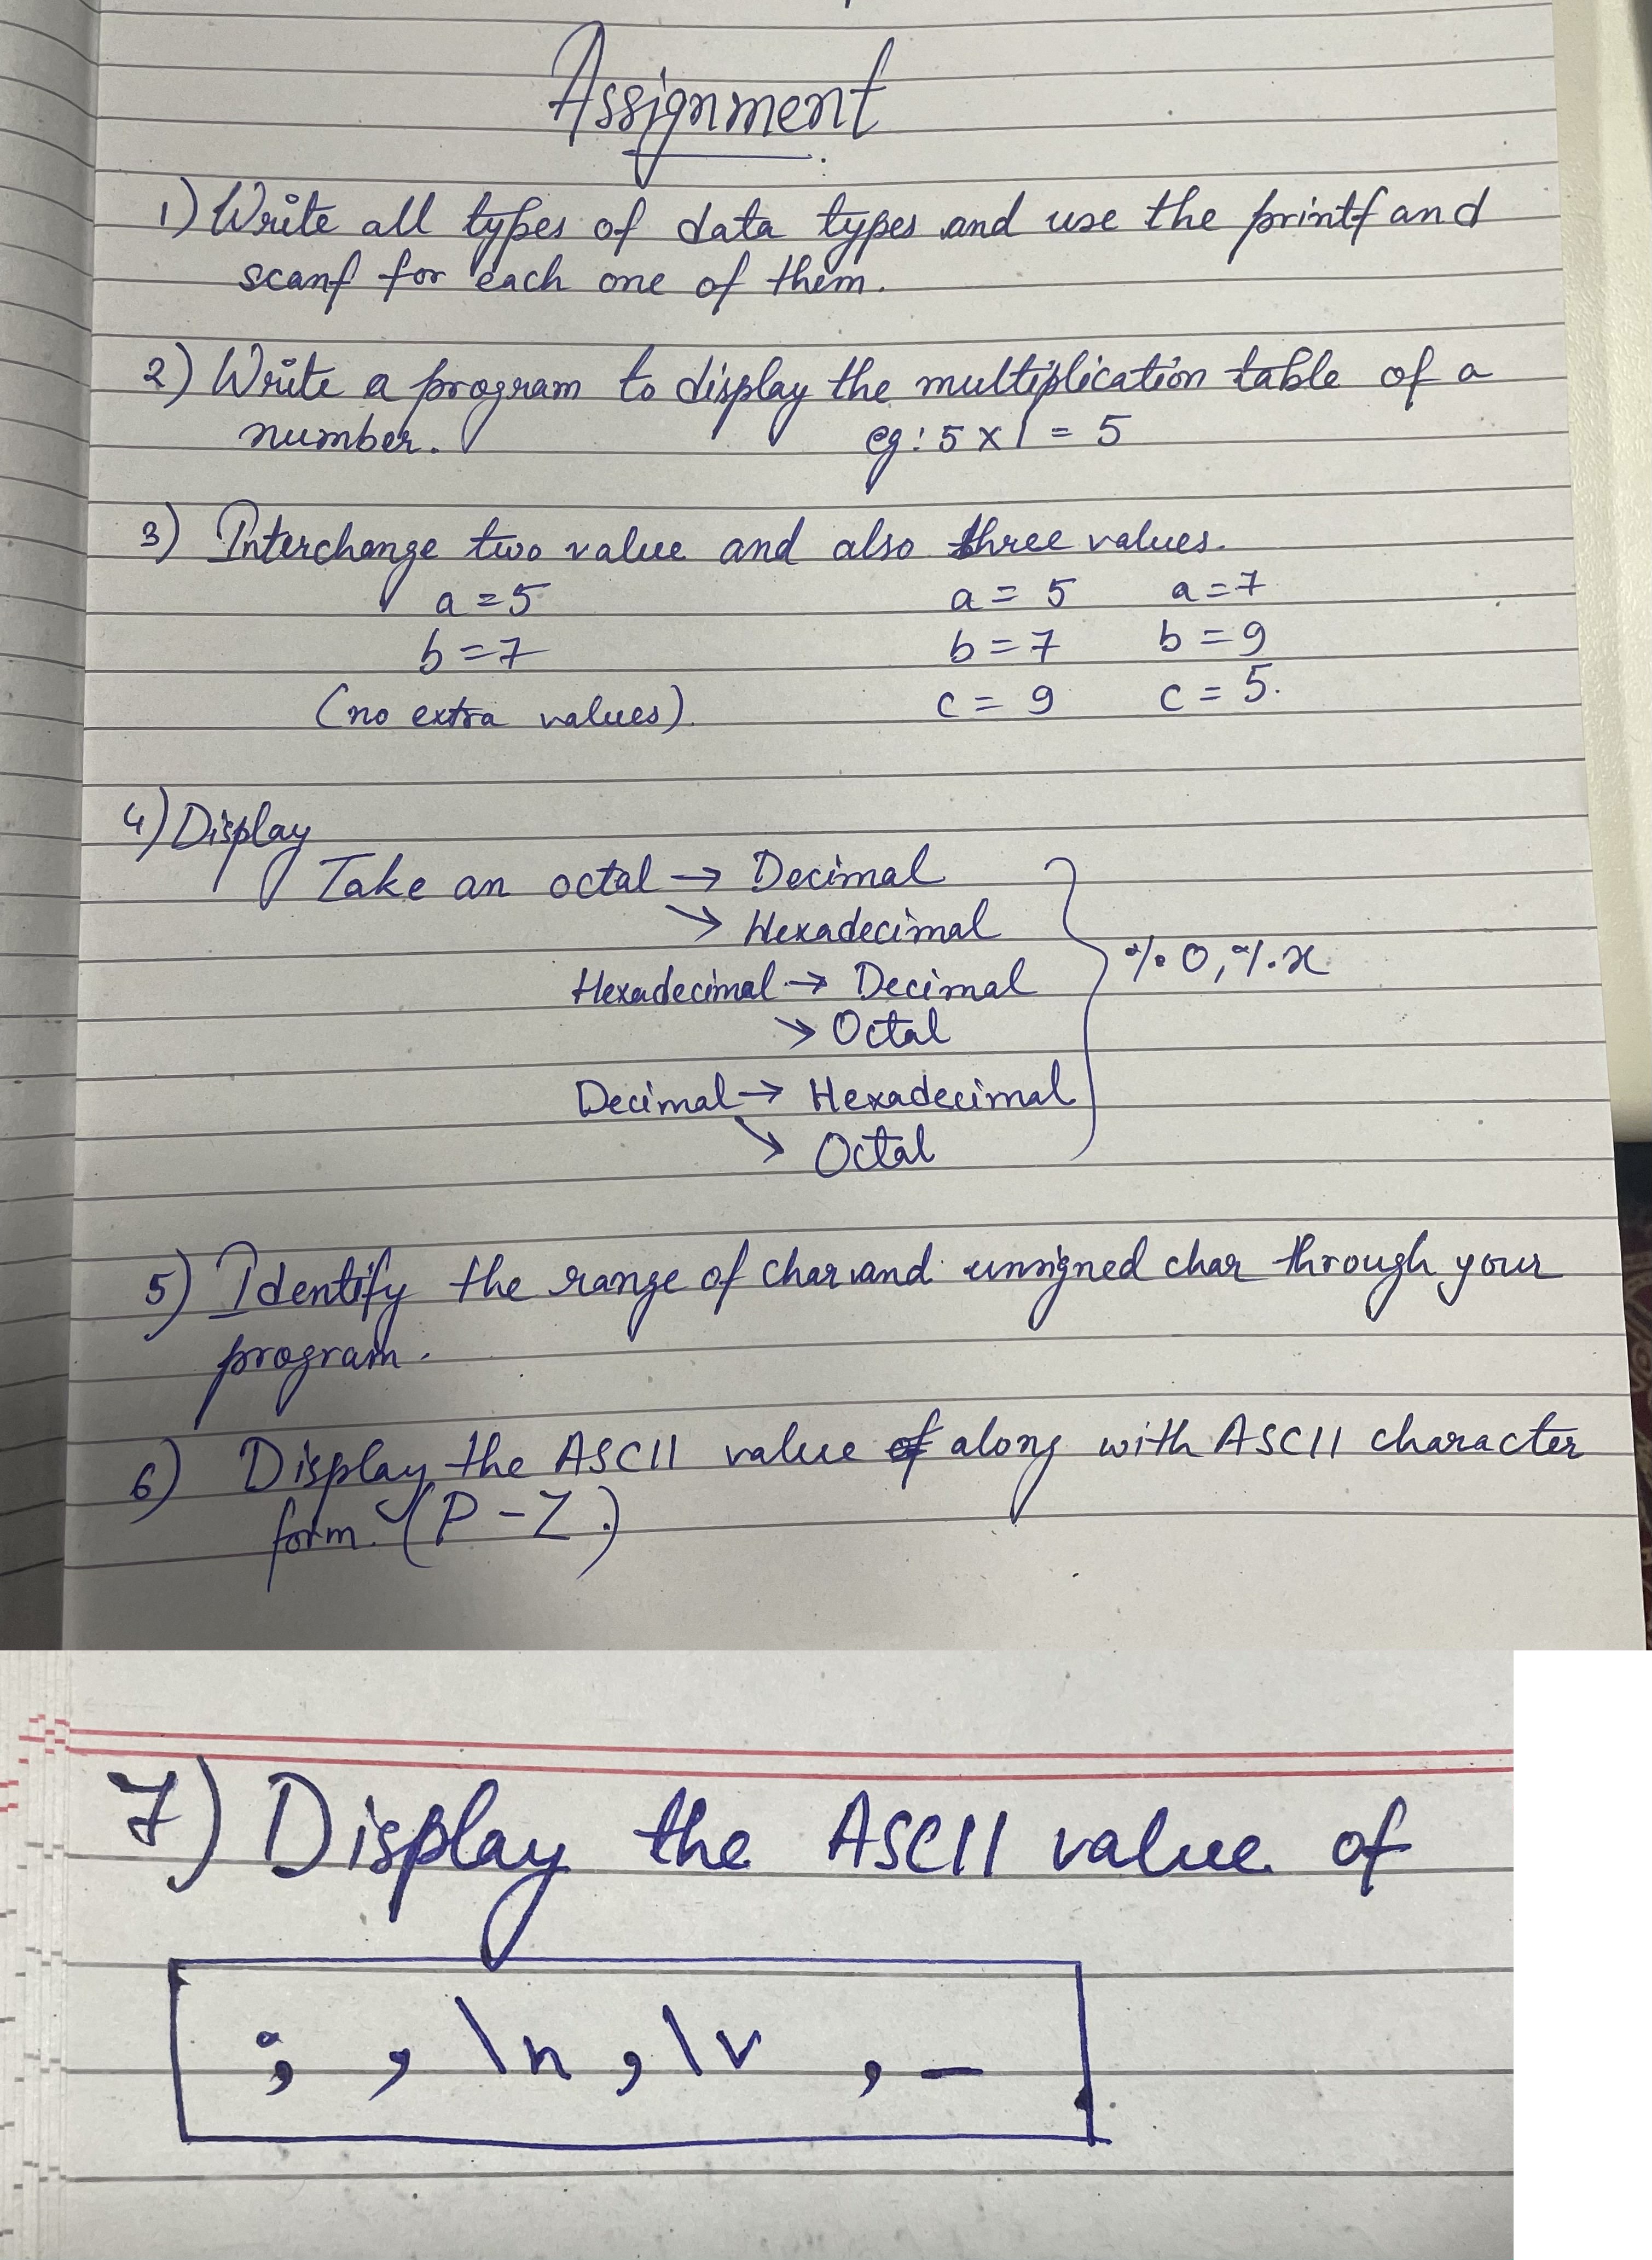 Assignment
1) Write all types of data types and use the printf and
scanf for each one of them.
2) Write a program to display the multiplication table of a
number. eg: 5 x 1 = 5
3) Interchange two value and also three values.
a = 5 a = 5 a = 7
b = 7 b = 7 b = 9
(no extra values). c = 9 c = 5.
4) Display
Take an octal → Decimal
↘ Hexadecimal
%o, %x
Hexadecimal → Decimal
↘ Octal
Decimal → Hexadecimal
↘ Octal
5) Identify the range of char and unsigned char through your
program.
6) Display the ASCII value along with ASCII character
form. (P - Z.)
7) Display the ASCII value of
; , \n , \v , _